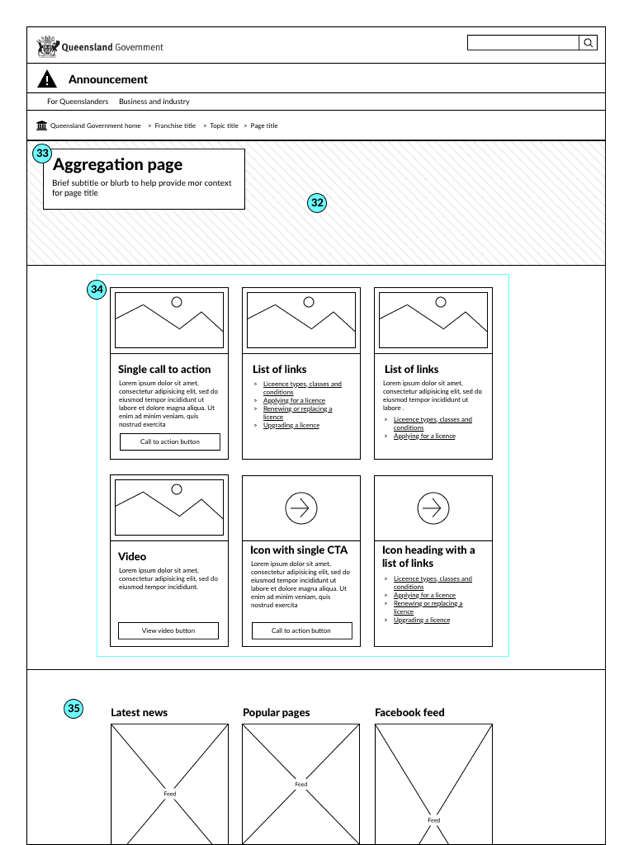 Queensland Government
Announcement
For Queenslanders Business and industry
Queensland Government home > Franchise title > Topic title > Page title
33
Aggregation page
Brief subtitle or blurb to help provide mor context
for page title
32
34
Single call to action
Lorem ipsum dolor sit amet,
consectetur adipisicing elit, sed do
eiusmod tempor incididunt ut
labore et dolore magna aliqua. Ut
enim ad minim veniam, quis
nostrud exercita
Call to action button
List of links
> Liceence types, classes and
conditions
> Applying for a licence
> Renewing or replacing a
licence
> Upgrading a licence
List of links
Lorem ipsum dolor sit amet,
consectetur adipisicing elit, sed do
eiusmod tempor incididunt ut
labore .
> Liceence types, classes and
conditions
> Applying for a licence
Video
Lorem ipsum dolor sit amet,
consectetur adipisicing elit, sed do
eiusmod tempor incididunt.
View video button
Icon with single CTA
Lorem ipsum dolor sit amet,
consectetur adipisicing elit, sed do
eiusmod tempor incididunt ut
labore et dolore magna aliqua. Ut
enim ad minim veniam, quis
nostrud exercita
Call to action button
Icon heading with a
list of links
> Liceence types, classes and
conditions
> Applying for a licence
> Renewing or replacing a
licence
> Upgrading a licence
35
Latest news
Feed
Popular pages
Feed
Facebook feed
Feed